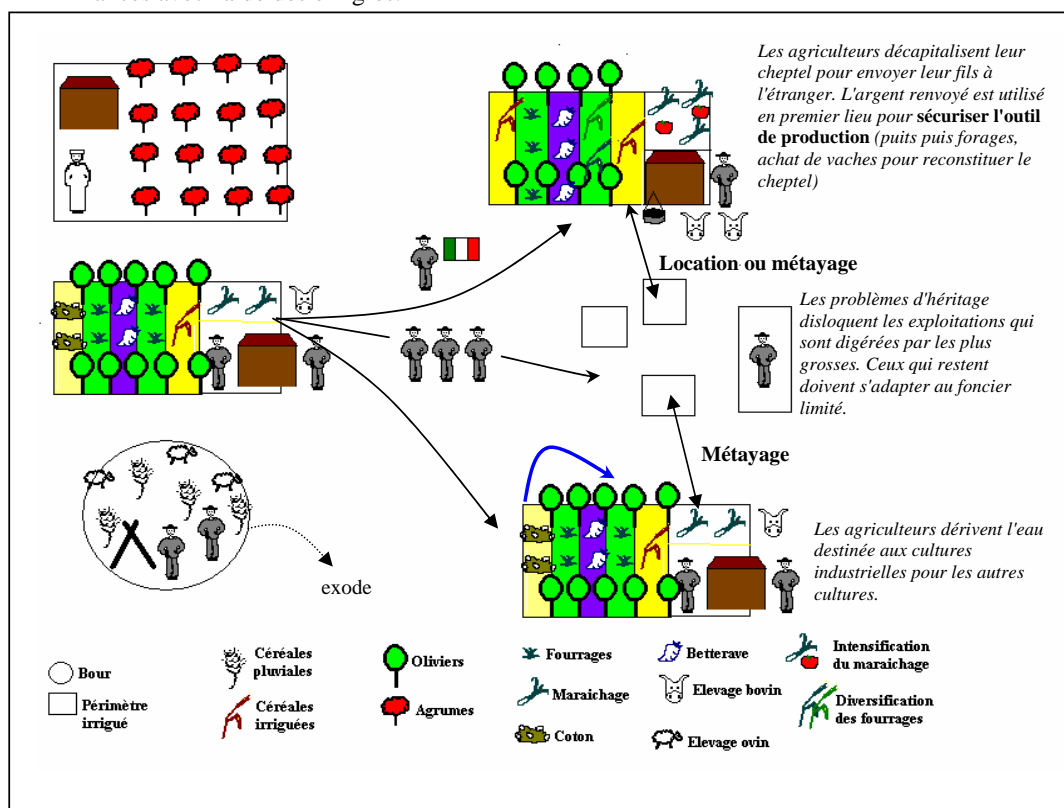 Les agriculteurs décapitalisent leur
cheptel pour envoyer leur fils à
l'étranger. L'argent renvoyé est utilisé
en premier lieu pour sécuriser l'outil
de production (puits puis forages,
achat de vaches pour reconstituer le
cheptel)
Location ou métayage
Les problèmes d'héritage
disloquent les exploitations qui
sont digérées par les plus
grosses. Ceux qui restent
doivent s'adapter au foncier
limité.
Métayage
Les agriculteurs dérivent l'eau
destinée aux cultures
industrielles pour les autres
cultures.
exode
Bour
Périmètre
irrigué
Céréales
pluviales
Céréales
irriguées
Oliviers
Agrumes
Fourrages
Maraichage
Coton
Betterave
Elevage bovin
Elevage ovin
Intensification
du maraichage
Diversification
des fourrages